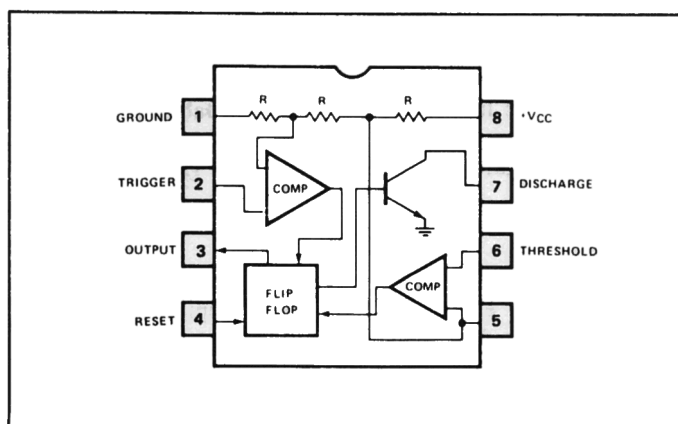 R R R
GROUND 1
8 ·VCC
TRIGGER 2
COMP
7 DISCHARGE
OUTPUT 3
6 THRESHOLD
COMP
FLIP
FLOP
RESET 4
5